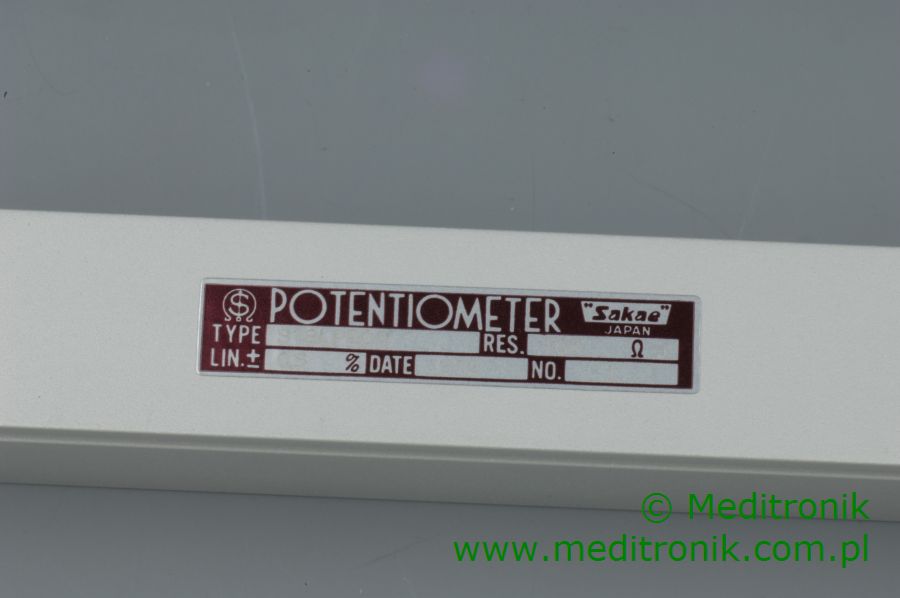 POTENTIOMETER "Sakae"
JAPAN
TYPE RES. Ω
LIN. ± % DATE NO.
© Meditronik
www.meditronik.com.pl